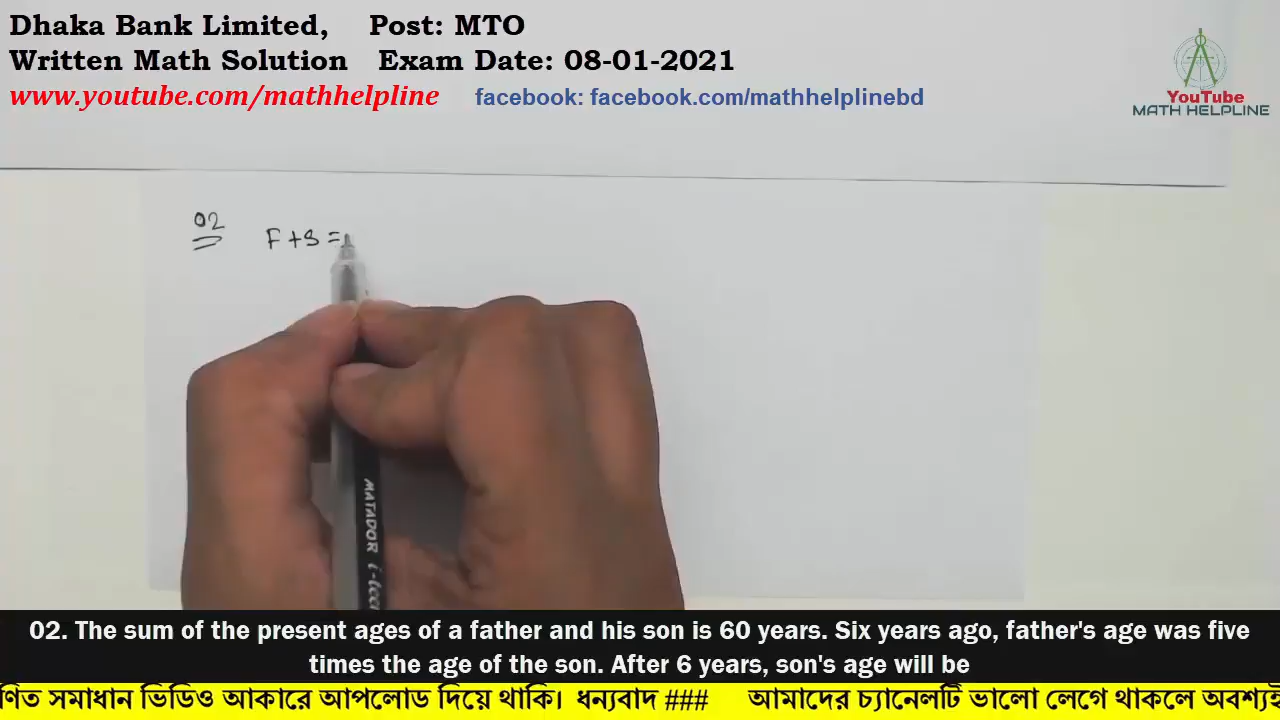 Dhaka Bank Limited, Post: MTO
Written Math Solution Exam Date: 08-01-2021
www.youtube.com/mathhelpline facebook: facebook.com/mathhelplinebd
YouTube
MATH HELPLINE
02 F+S=
MATADOR i-teen
02. The sum of the present ages of a father and his son is 60 years. Six years ago, father's age was five
times the age of the son. After 6 years, son's age will be
ণিত সমাধান ভিডিও আকারে আপলোড দিয়ে থাকি। ধন্যবাদ ### আমাদের চ্যানেলটি ভালো লেগে থাকলে অবশ্যই